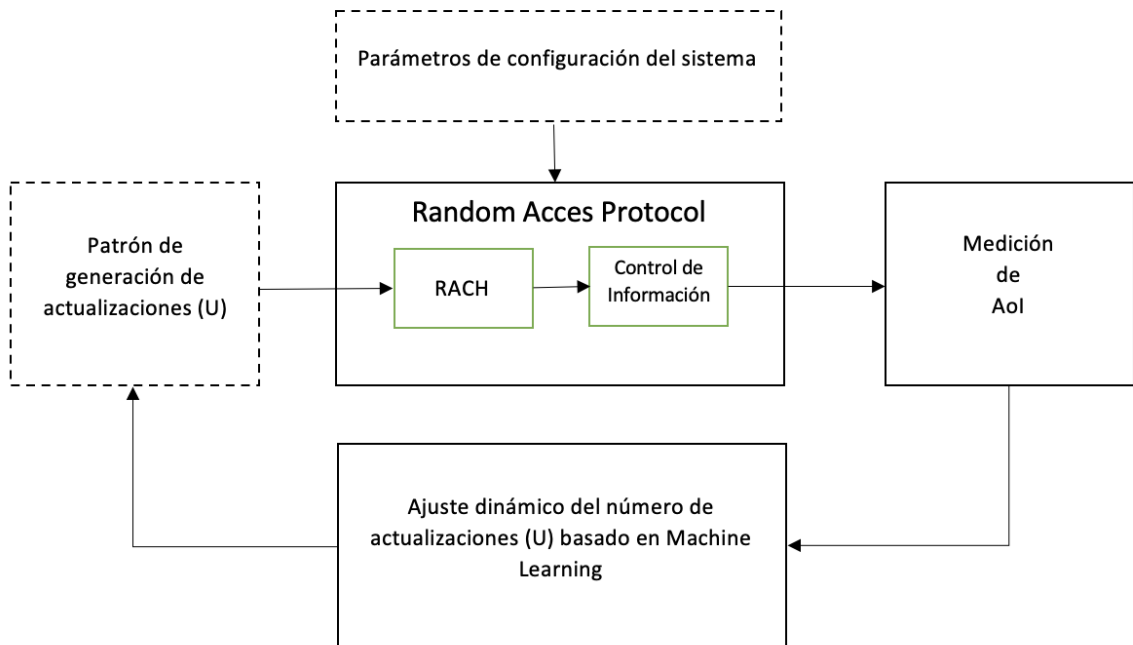 Parámetros de configuración del sistema
Patrón de
generación de
actualizaciones (U)
Random Acces Protocol
RACH
Control de
Información
Medición
de
AoI
Ajuste dinámico del número de
actualizaciones (U) basado en Machine
Learning